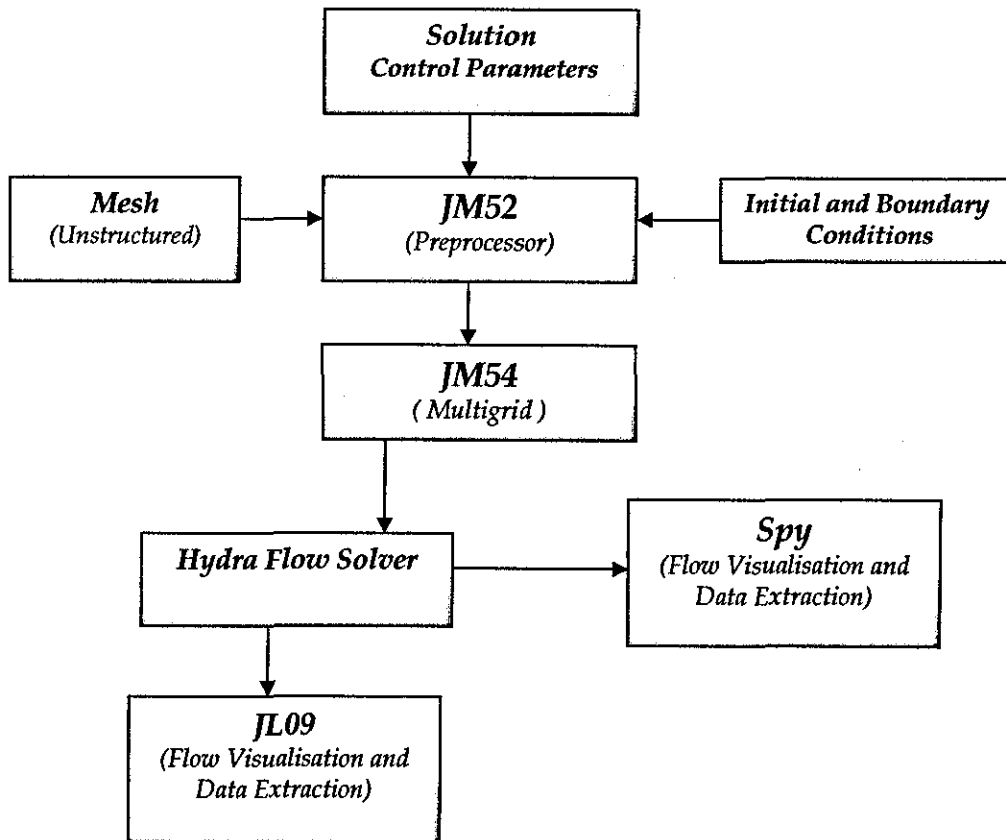 Solution
Control Parameters
Mesh
(Unstructured)
JM52
(Preprocessor)
Initial and Boundary
Conditions
JM54
( Multigrid )
Hydra Flow Solver
Spy
(Flow Visualisation and
Data Extraction)
JL09
(Flow Visualisation and
Data Extraction)